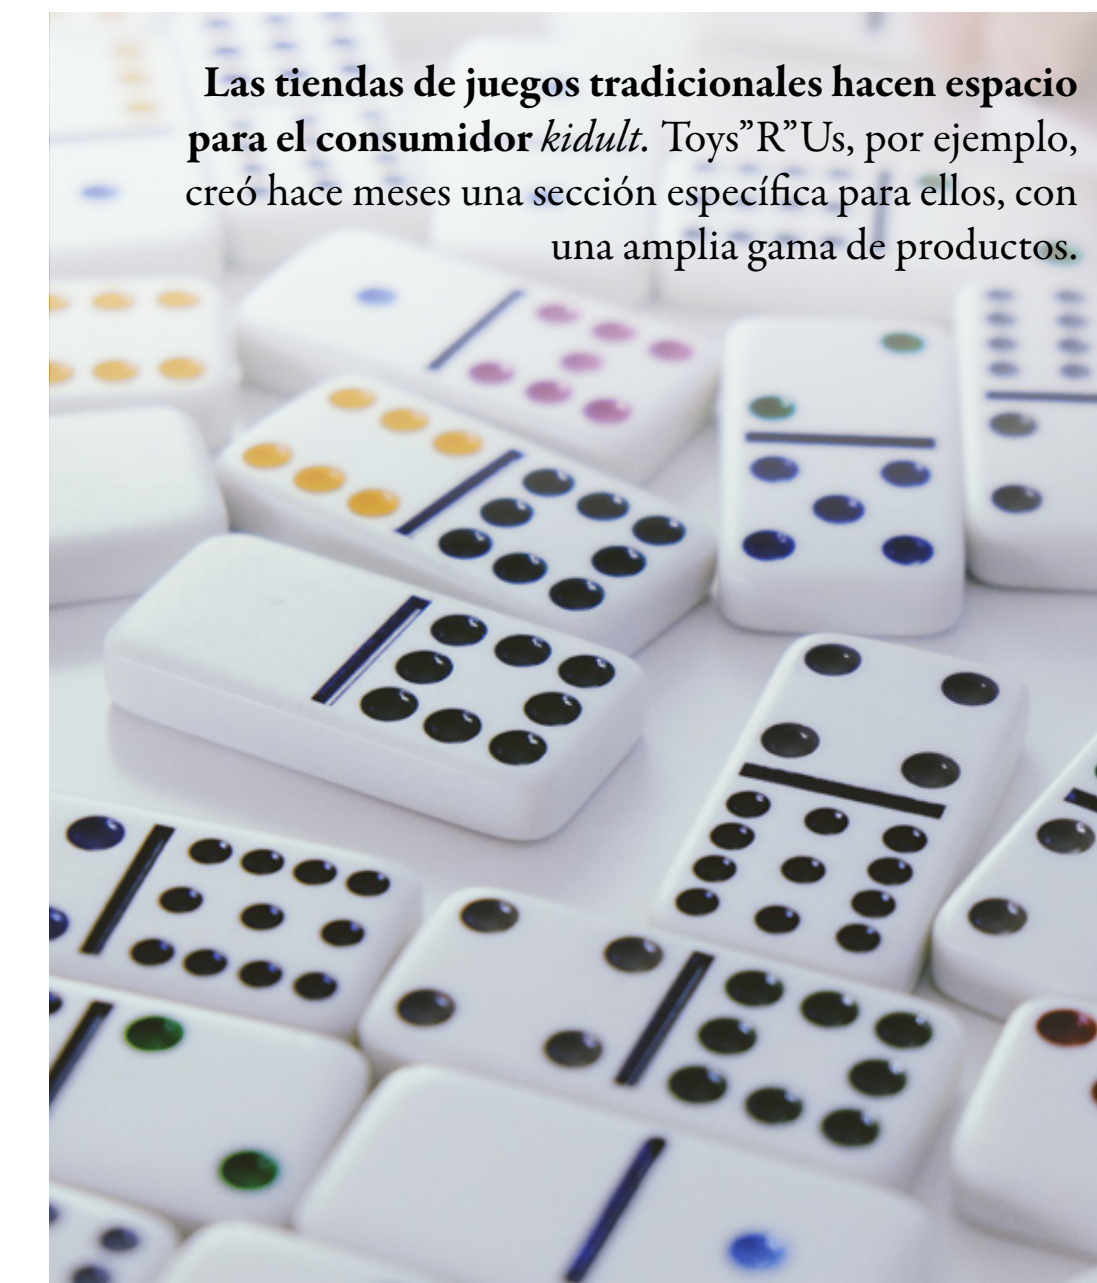 Las tiendas de juegos tradicionales hacen espacio
para el consumidor kidult. Toys”R”Us, por ejemplo,
creó hace meses una sección específica para ellos, con
una amplia gama de productos.